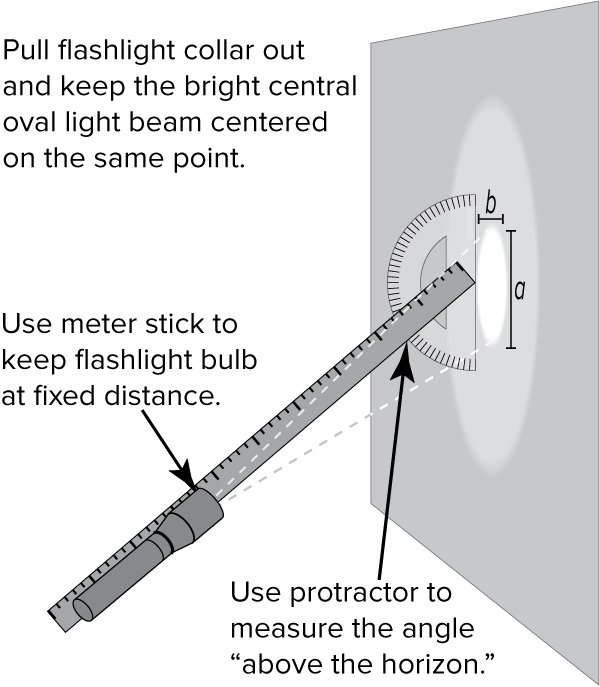 Pull flashlight collar out
and keep the bright central
oval light beam centered
on the same point.
b
a
Use meter stick to
keep flashlight bulb
at fixed distance.
Use protractor to
measure the angle
“above the horizon.”